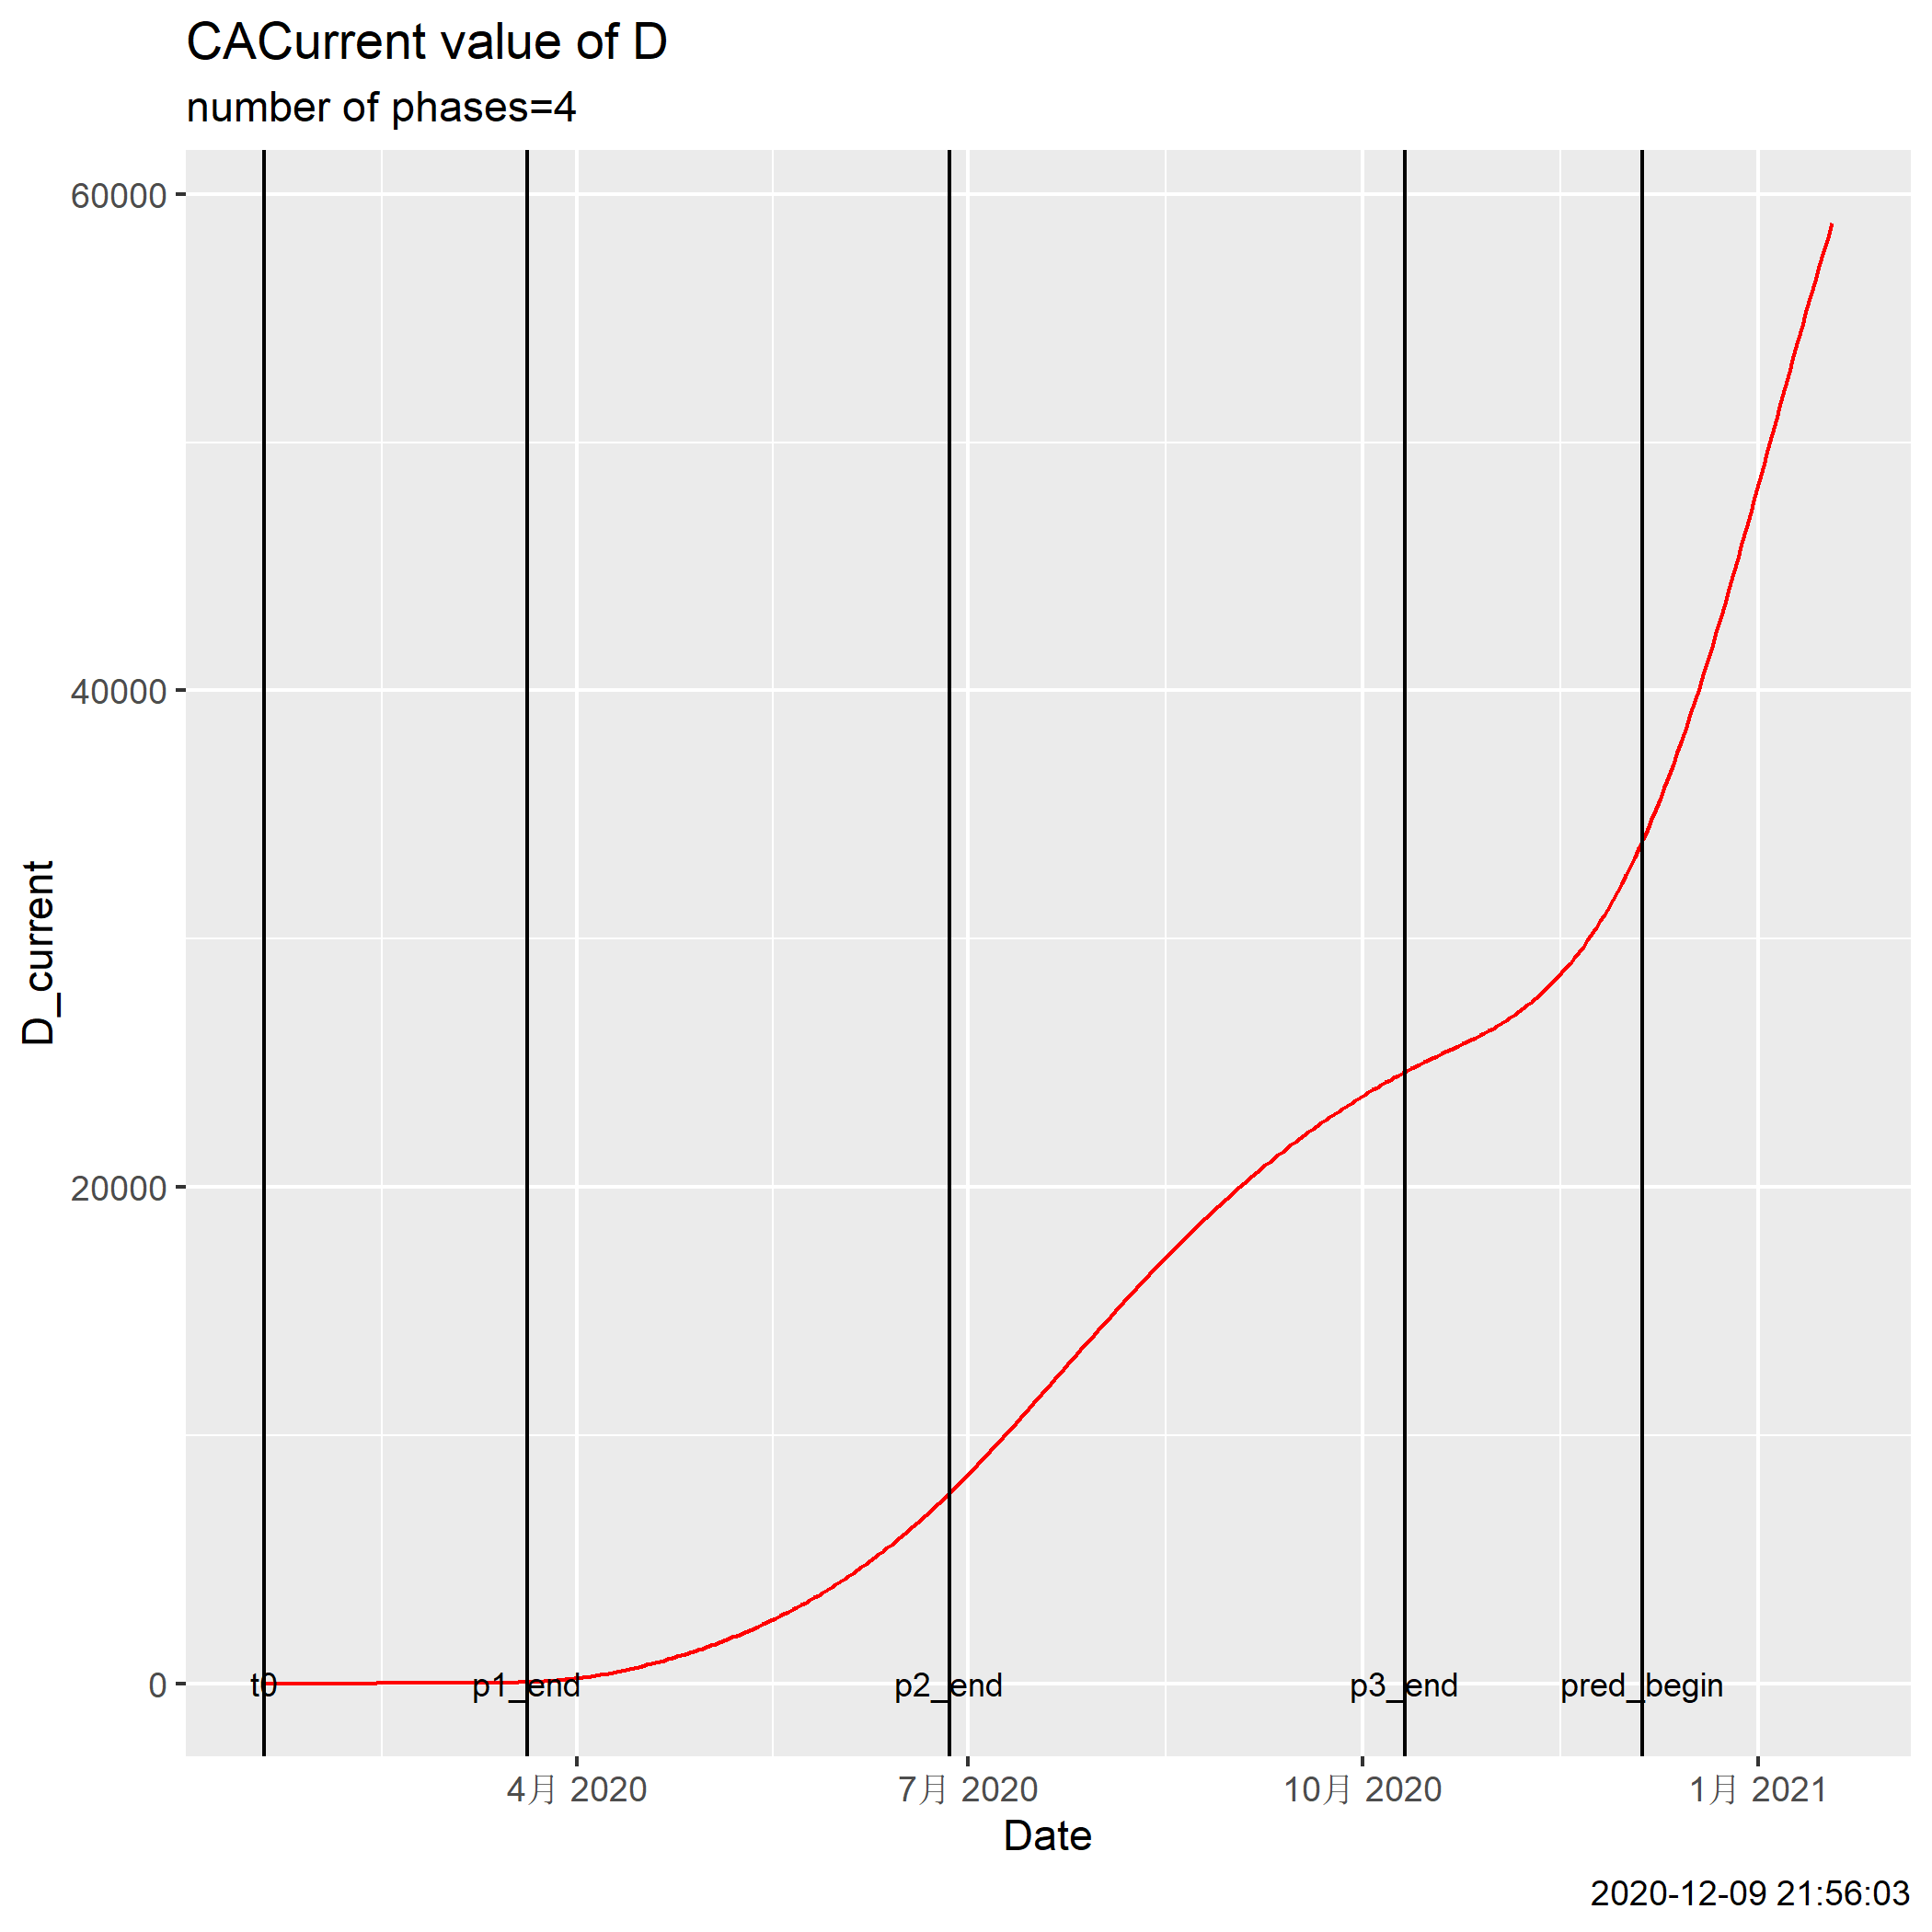 CACurrent value of D
number of phases=4
60000
40000
20000
0
D_current
t0
p1_end
p2_end
p3_end
pred_begin
4月 2020
7月 2020
10月 2020
1月 2021
Date
2020-12-09 21:56:03